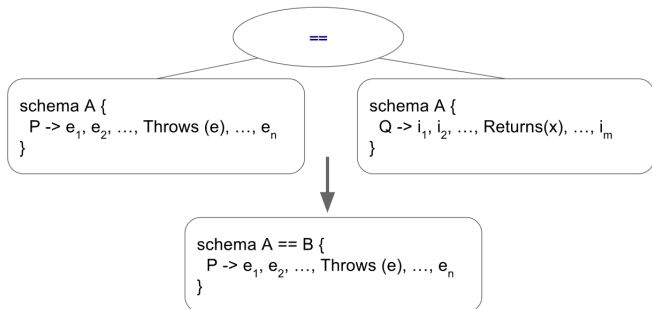 ==
schema A {
P -> e₁, e₂, …, Throws (e), …, eₙ
}
schema A {
Q -> i₁, i₂, …, Returns(x), …, iₘ
}
schema A == B {
P -> e₁, e₂, …, Throws (e), …, eₙ
}